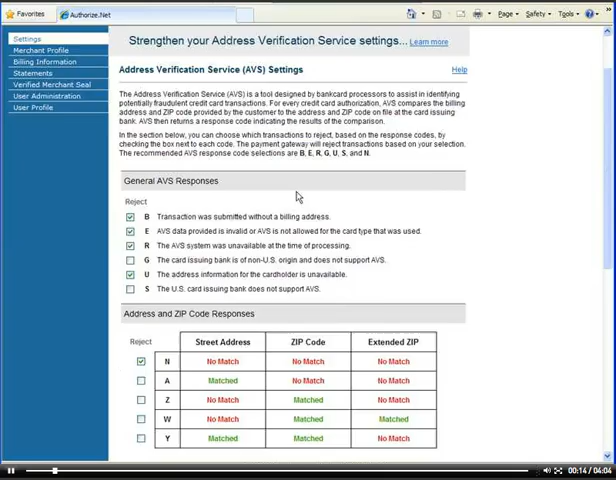 Favorites
Authorize.Net
Page
Safety
Tools
Strengthen your Address Verification Service settings... Learn more
Settings
Merchant Profile
Billing Information
Statements
Verified Merchant Seal
User Administration
User Profile
Address Verification Service (AVS) Settings
Help
The Address Verification Service (AVS) is a tool designed by bankcard processors to assist in identifying
potentially fraudulent credit card transactions. For every credit card authorization, AVS compares the billing
address and ZIP code provided by the customer to the address and ZIP code on file at the card issuing
bank. AVS then returns a response indicating the results of the comparison.
In the section below, you can choose which transactions to reject, based on the response codes, by
checking the box next to each code. The payment gateway will reject transactions based on your selection.
The recommended AVS response code selections are B, E, R, G, U, S, and N.
General AVS Responses
Reject
B Transaction was submitted without a billing address.
E AVS data provided is invalid or AVS is not allowed for the card type that was used.
R The AVS system was unavailable at the time of processing.
G The card issuing bank is of non-U.S. origin and does not support AVS.
U The address information for the cardholder is unavailable.
S The U.S. card issuing bank does not support AVS.
Address and ZIP Code Responses
Reject Street Address ZIP Code Extended ZIP
N No Match No Match No Match
A Matched No Match No Match
Z No Match Matched No Match
W No Match Matched Matched
Y Matched Matched No Match
00:14 / 04:04